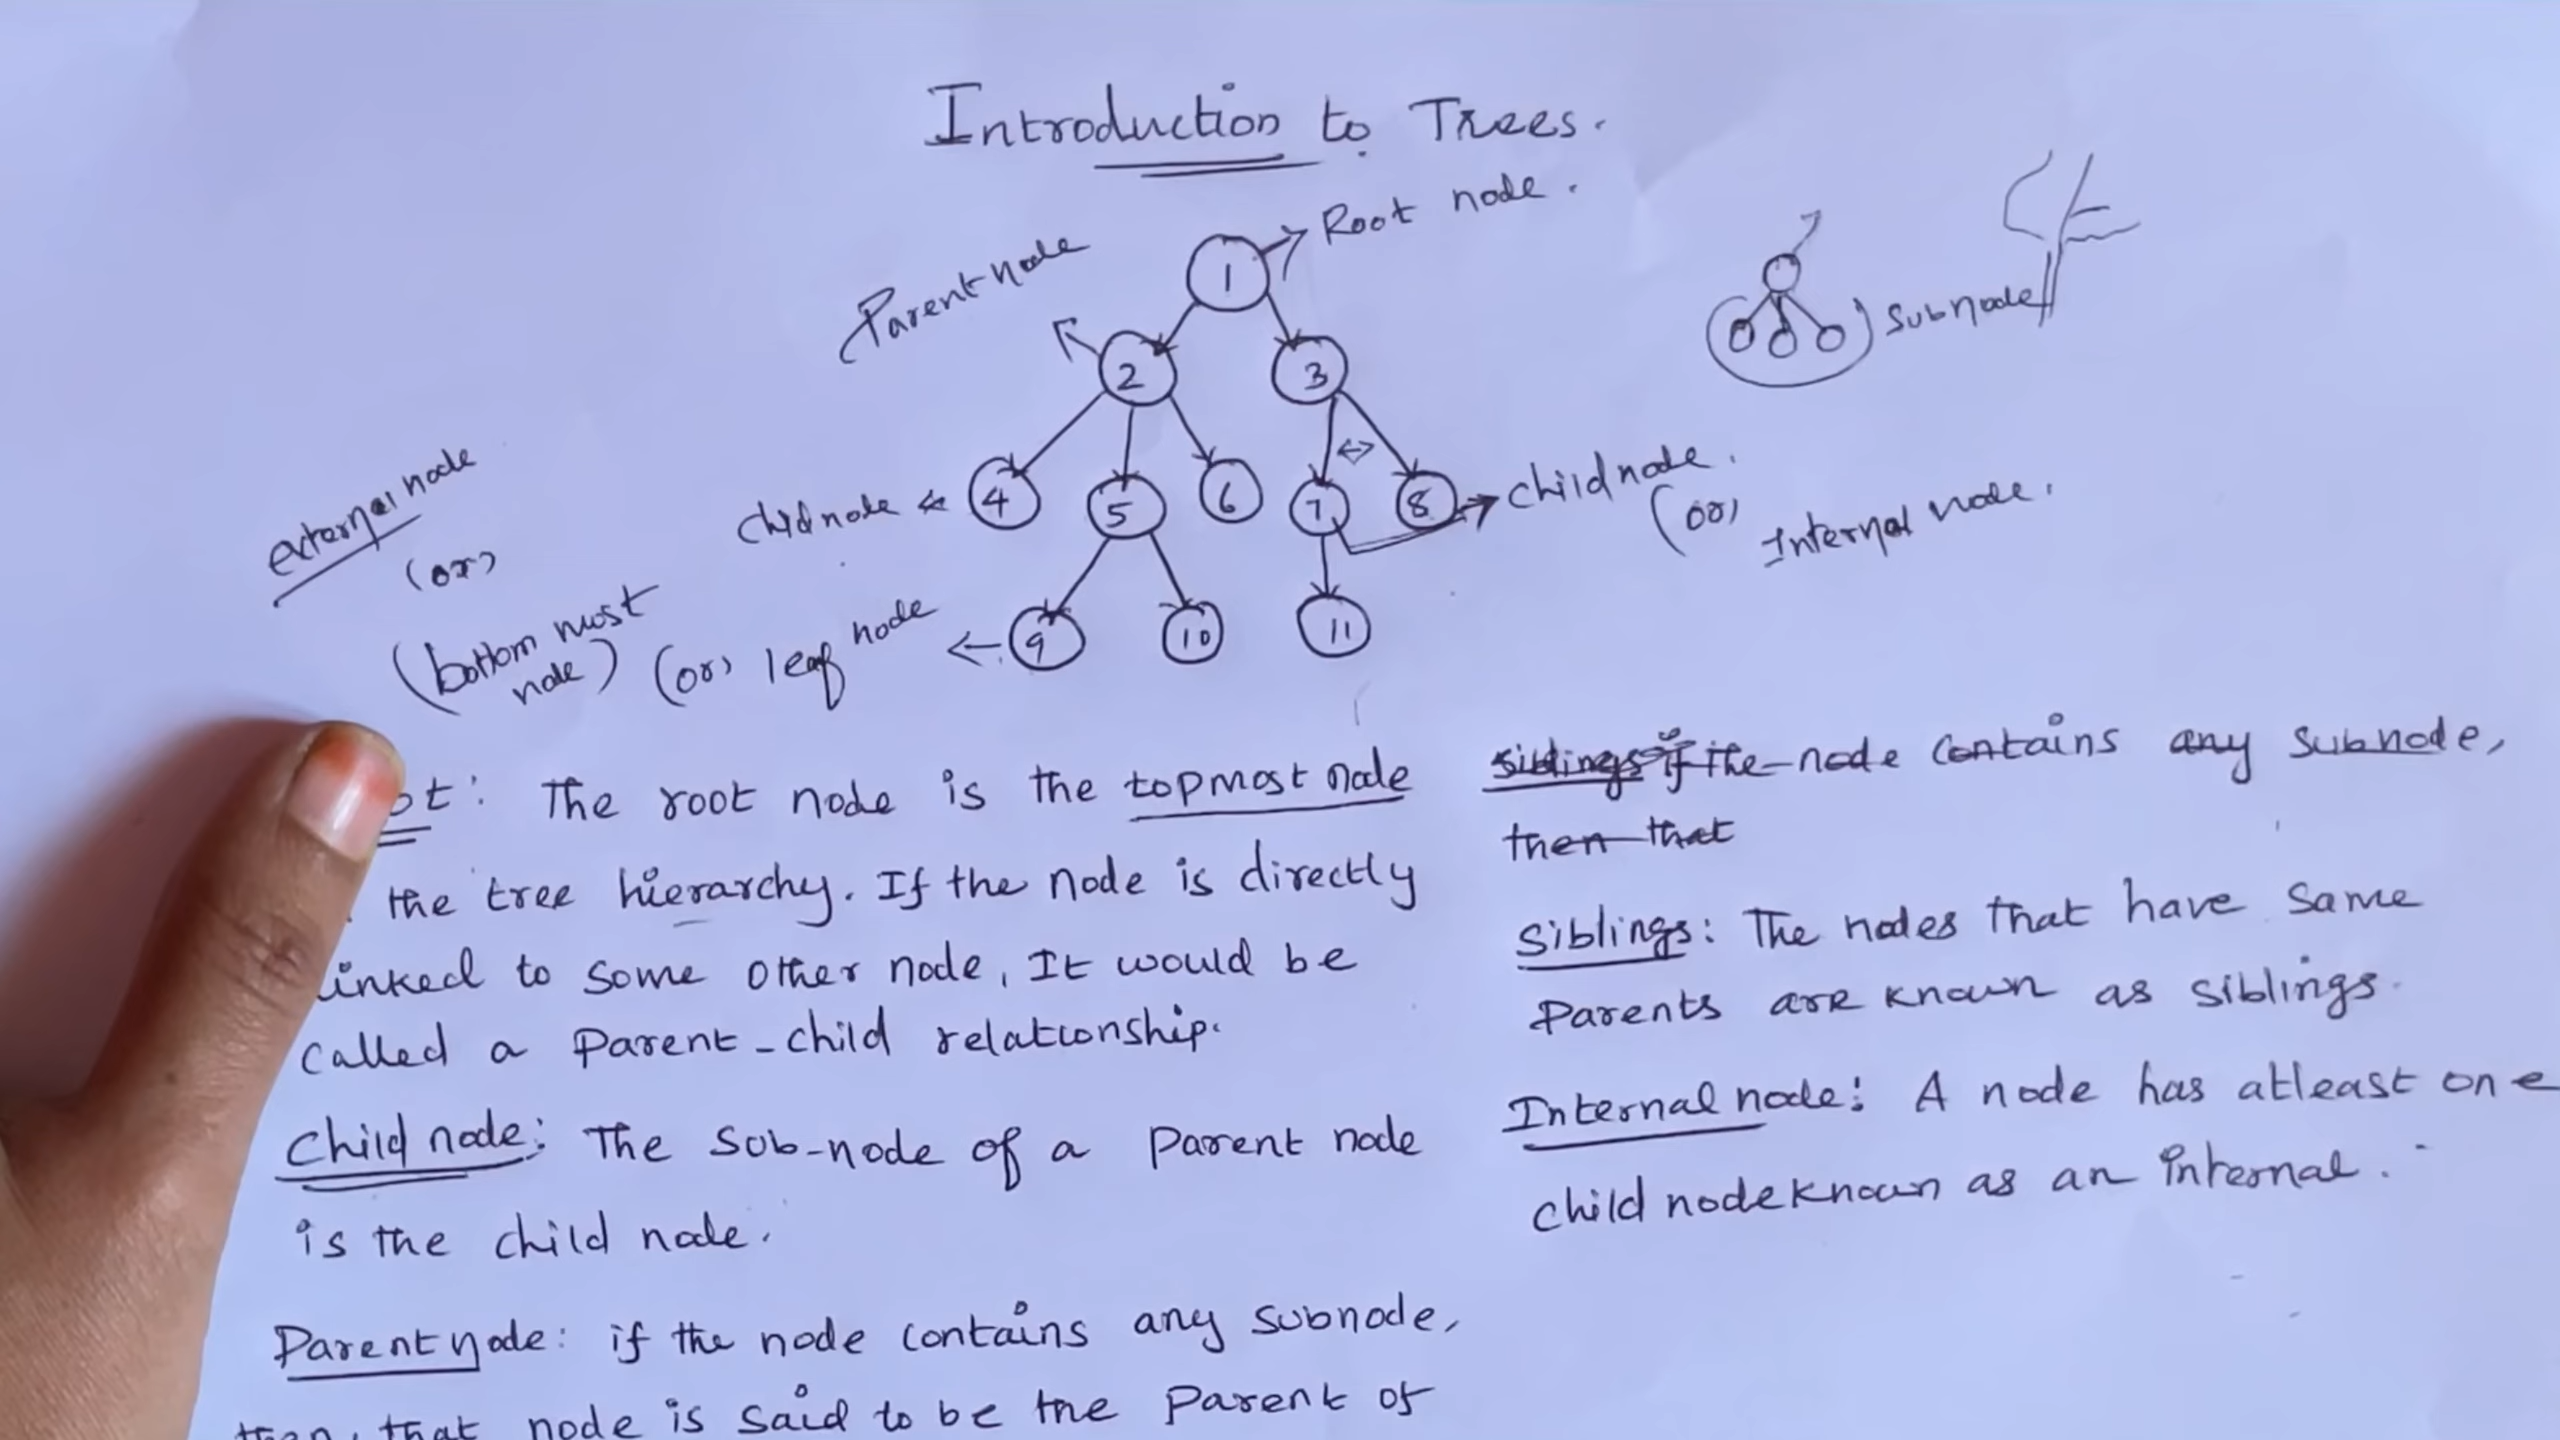 Introduction to Trees.
Root node.
Parent node
1
2
3
subnode
external node
(or)
(bottom most node) (or) leaf node
child node
4
5
6
7
8
child node.
(or)
Internal node.
9
10
11
ot: The root node is the topmost node
the tree hierarchy. If the node is directly
linked to some other node, It would be
called a Parent-child relationship.
Child node: The Sub-node of a Parent node
is the child node.
Parent node: if the node contains any subnode,
then, that node is said to be the Parent of
siblings if the node contains any subnode,
then that
Siblings: The nodes that have same
Parents are known as siblings.
Internal node: A node has atleast one
child node known as an internal.